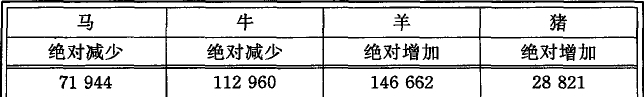 马 牛 羊 猪
绝对减少 绝对减少 绝对增加 绝对增加
71 944 112 960 146 662 28 821